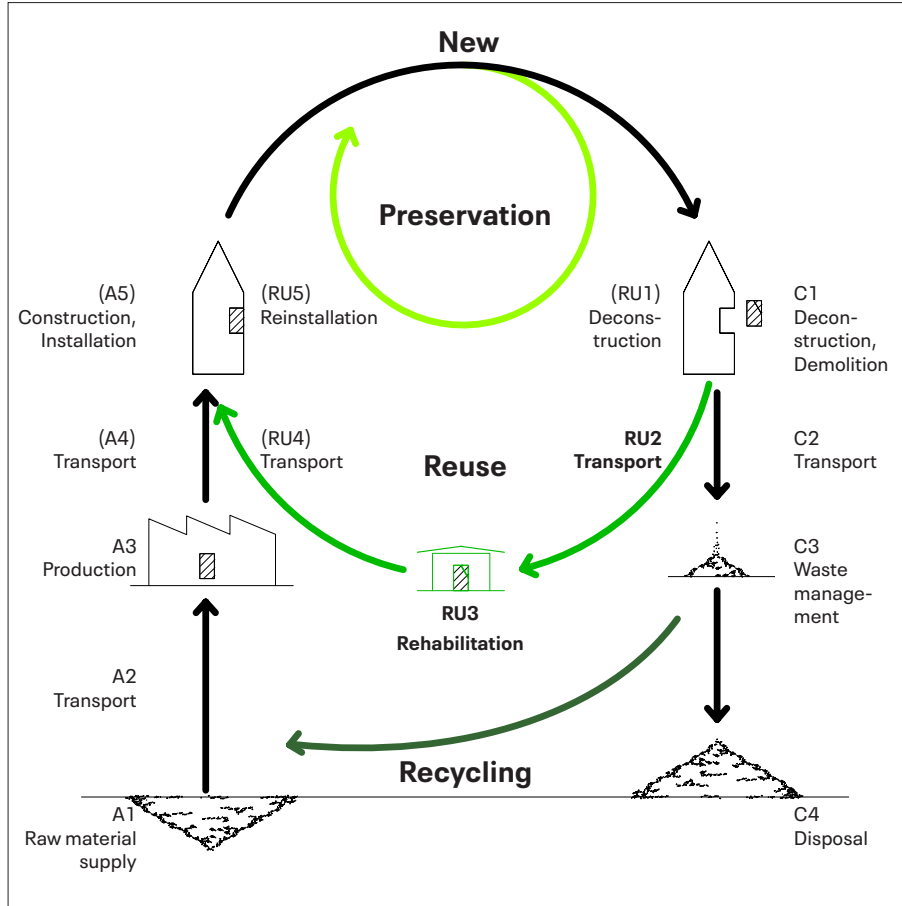 New
Preservation
(A5)
Construction,
Installation
(RU5)
Reinstallation
(RU1)
Decons-
truction
C1
Decon-
struction,
Demolition
(A4)
Transport
(RU4)
Transport
Reuse
RU2
Transport
C2
Transport
A3
Production
RU3
Rehabilitation
C3
Waste
manage-
ment
A2
Transport
Recycling
A1
Raw material
supply
C4
Disposal